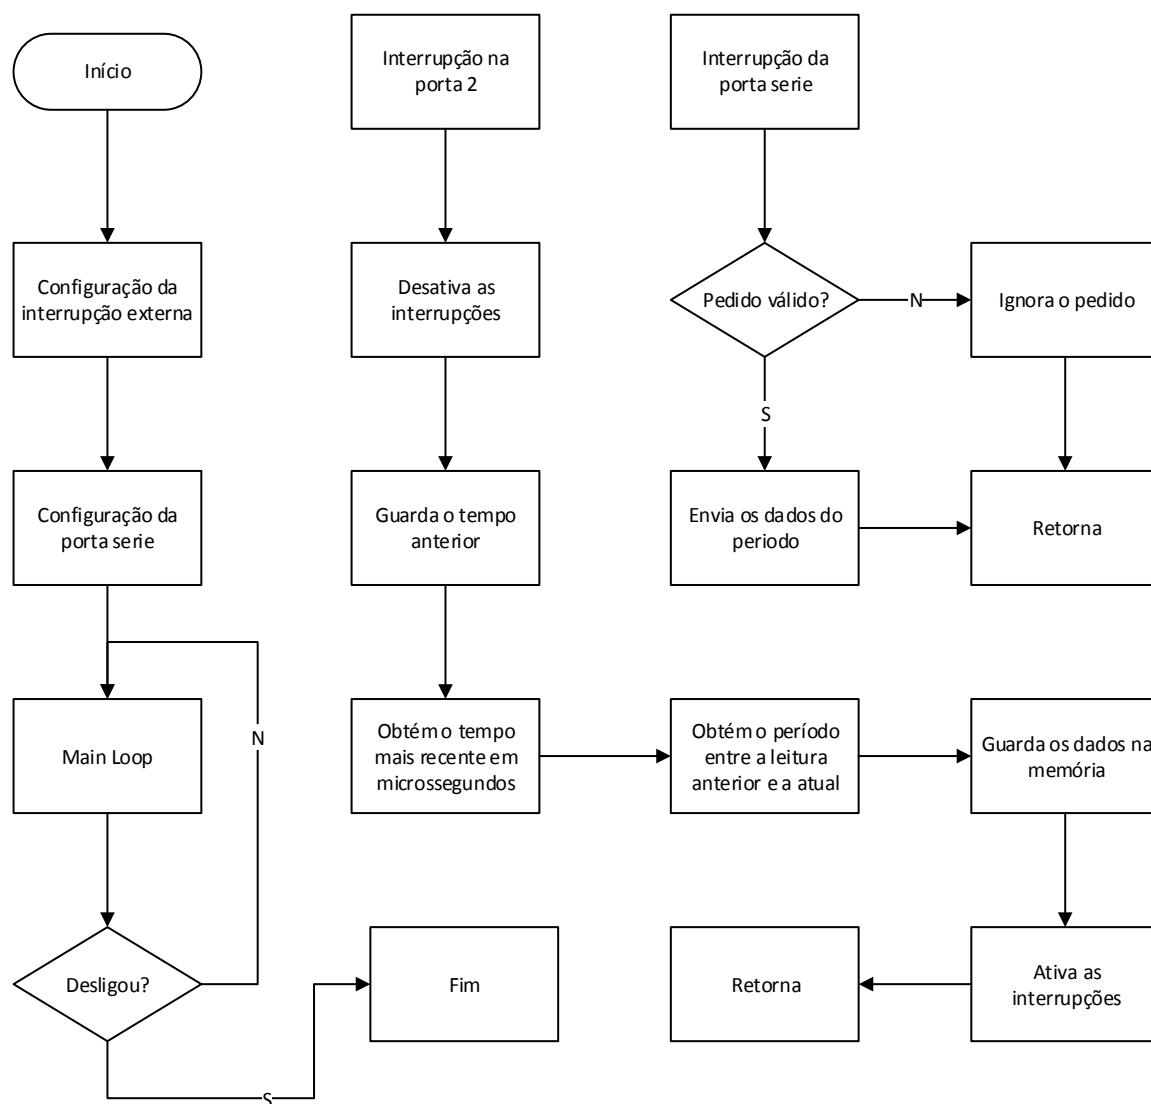 Início
Interrupção na
porta 2
Interrupção da
porta serie
Configuração da
interrupção externa
Desativa as
interrupções
Pedido válido?
N
Ignora o pedido
S
Configuração da
porta serie
Guarda o tempo
anterior
Envia os dados do
periodo
Retorna
Main Loop
N
Obtém o tempo
mais recente em
microssegundos
Obtém o período
entre a leitura
anterior e a atual
Guarda os dados na
memória
Desligou?
Fim
Retorna
Ativa as
interrupções
S